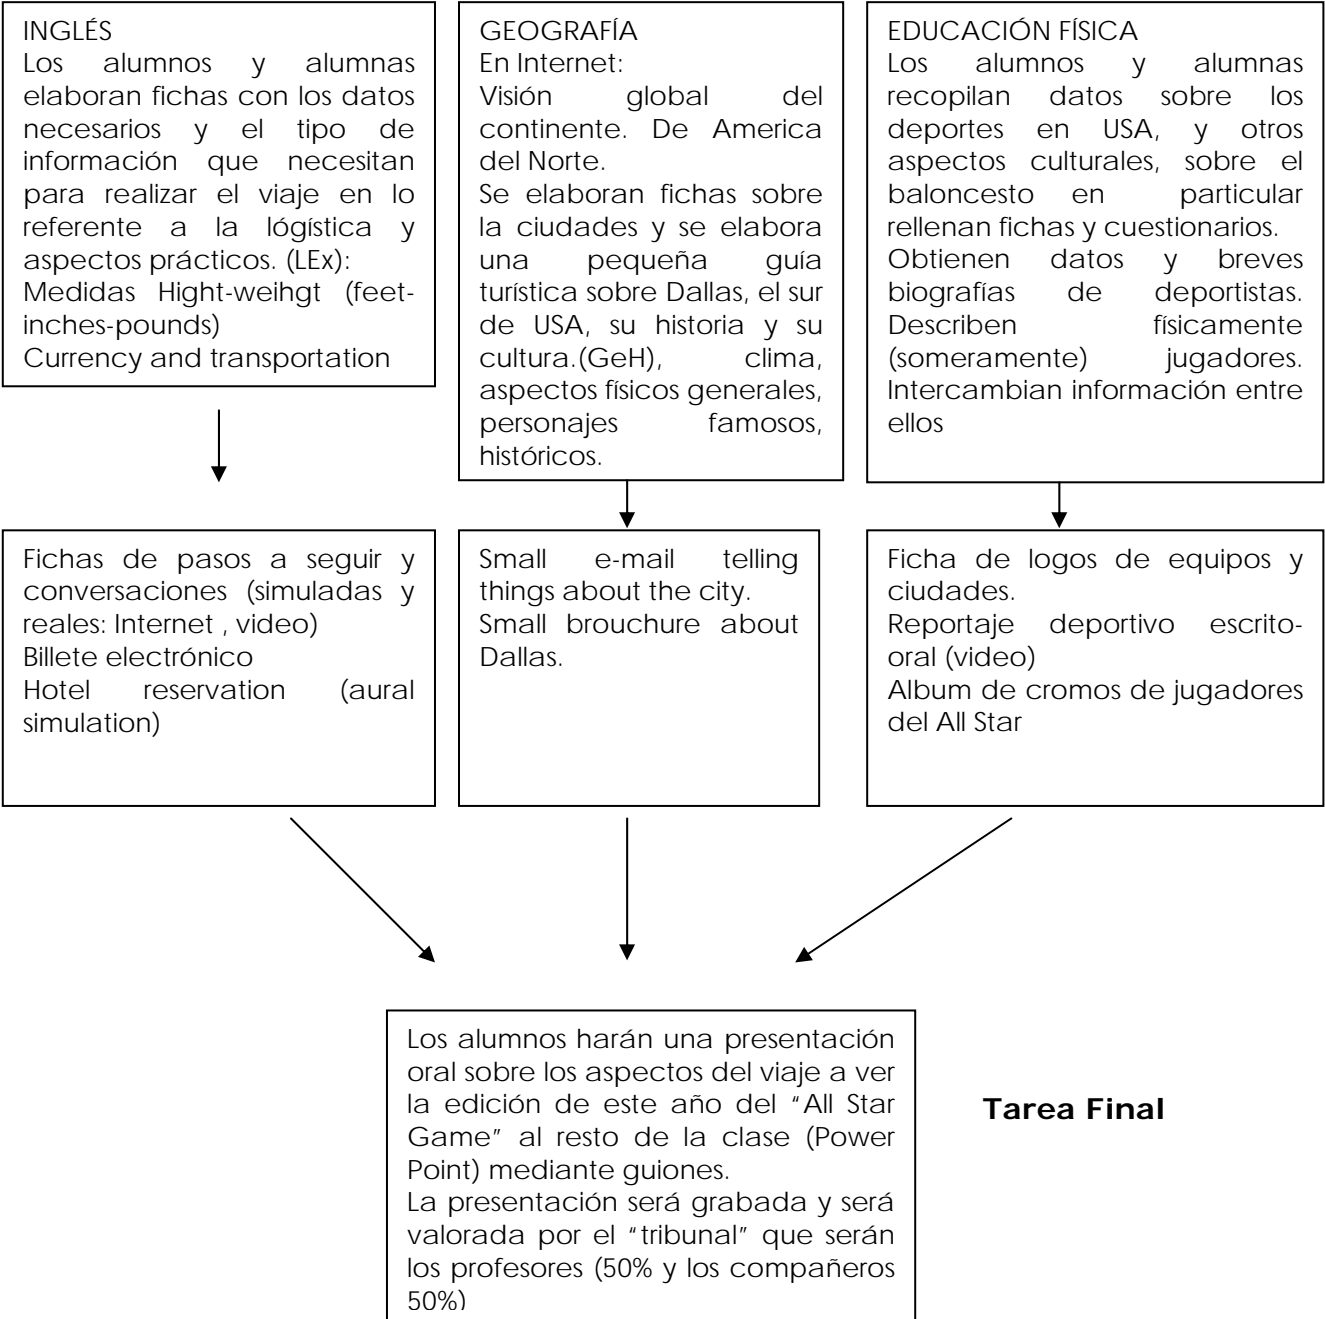 INGLÉS
Los alumnos y alumnas
elaboran fichas con los datos
necesarios y el tipo de
información que necesitan
para realizar el viaje en lo
referente a la lógística y
aspectos prácticos. (LEx):
Medidas Hight-weihgt (feet-
inches-pounds)
Currency and transportation
GEOGRAFÍA
En Internet:
Visión global del
continente. De America
del Norte.
Se elaboran fichas sobre
la ciudades y se elabora
una pequeña guía
turística sobre Dallas, el sur
de USA, su historia y su
cultura.(GeH), clima,
aspectos físicos generales,
personajes famosos,
históricos.
EDUCACIÓN FÍSICA
Los alumnos y alumnas
recopilan datos sobre los
deportes en USA, y otros
aspectos culturales, sobre el
baloncesto en particular
rellenan fichas y cuestionarios.
Obtienen datos y breves
biografías de deportistas.
Describen físicamente
(someramente) jugadores.
Intercambian información entre
ellos
Fichas de pasos a seguir y
conversaciones (simuladas y
reales: Internet , video)
Billete electrónico
Hotel reservation (aural
simulation)
Small e-mail telling
things about the city.
Small brouchure about
Dallas.
Ficha de logos de equipos y
ciudades.
Reportaje deportivo escrito-
oral (video)
Album de cromos de jugadores
del All Star
Los alumnos harán una presentación
oral sobre los aspectos del viaje a ver
la edición de este año del "All Star
Game" al resto de la clase (Power
Point) mediante guiones.
La presentación será grabada y será
valorada por el "tribunal" que serán
los profesores (50% y los compañeros
50%)
Tarea Final